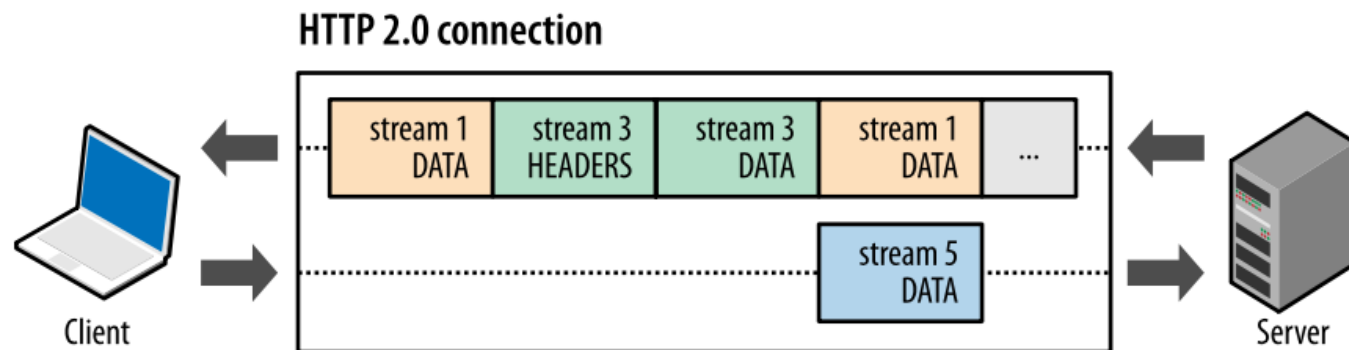 HTTP 2.0 connection
stream 1
DATA
stream 3
HEADERS
stream 3
DATA
stream 1
DATA
...
stream 5
DATA
Client
Server